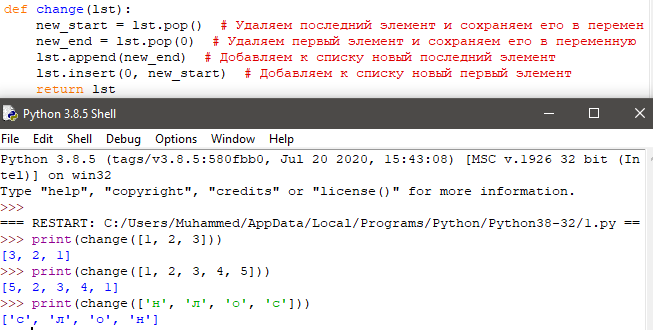 def change(lst):
    new_start = lst.pop()  # Удаляем последний элемент и сохраняем его в перемен
    new_end = lst.pop(0)  # Удаляем первый элемент и сохраняем его в переменную
    lst.append(new_end)  # Добавляем к списку новый последний элемент
    lst.insert(0, new_start)  # Добавляем к списку новый первый элемент
    return lst
Python 3.8.5 Shell
File Edit Shell Debug Options Window Help
Python 3.8.5 (tags/v3.8.5:580fbb0, Jul 20 2020, 15:43:08) [MSC v.1926 32 bit (In
tel)] on win32
Type "help", "copyright", "credits" or "license()" for more information.
>>>
=== RESTART: C:/Users/Muhammed/AppData/Local/Programs/Python/Python38-32/1.py ==
>>> print(change([1, 2, 3]))
[3, 2, 1]
>>> print(change([1, 2, 3, 4, 5]))
[5, 2, 3, 4, 1]
>>> print(change(['н', 'л', 'о', 'с']))
['с', 'л', 'о', 'н']